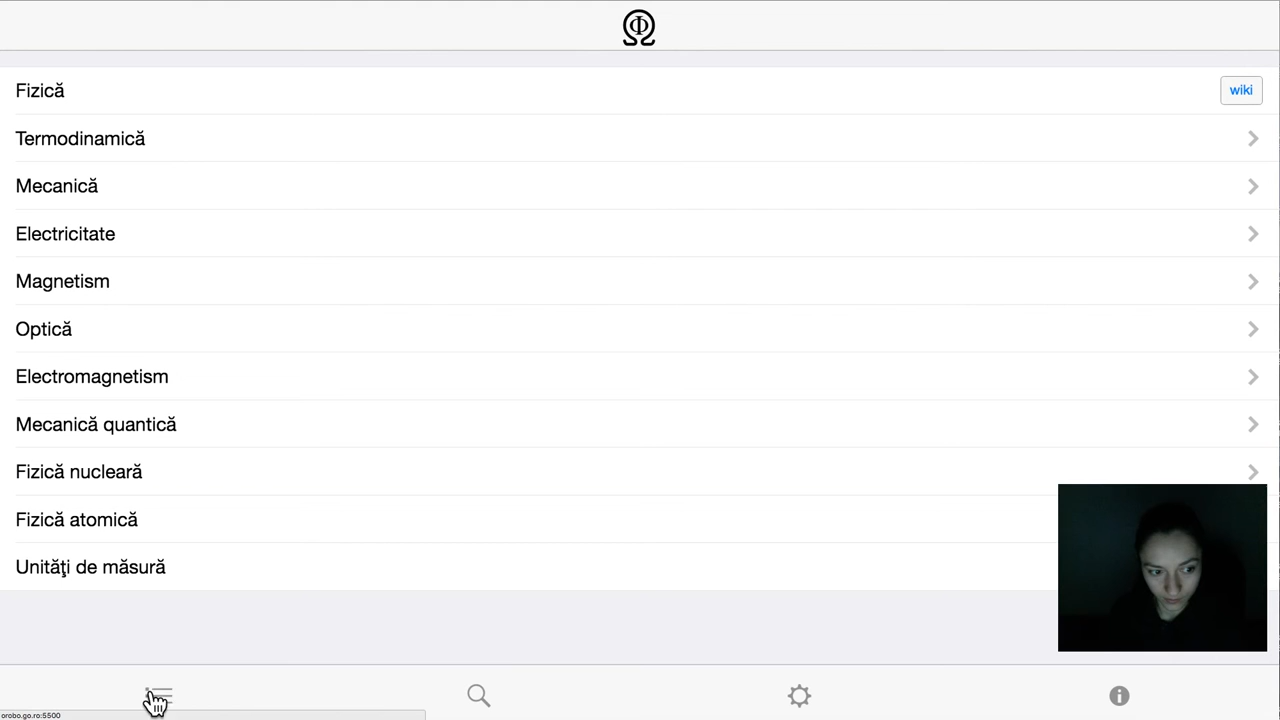 Fizică
wiki
Termodinamică
Mecanică
Electricitate
Magnetism
Optică
Electromagnetism
Mecanică quantică
Fizică nucleară
Fizică atomică
Unităţi de măsură
orobo.go.ro:5500